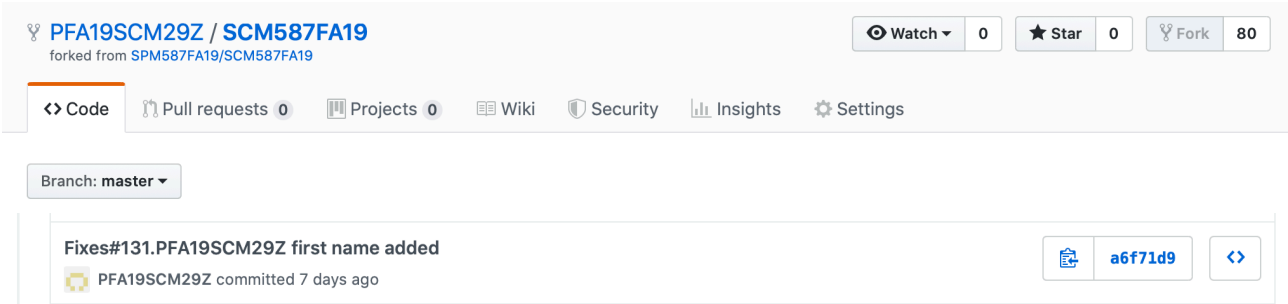 PFA19SCM29Z / SCM587FA19
forked from SPM587FA19/SCM587FA19
Watch 0 Star 0 Fork 80
Code Pull requests 0 Projects 0 Wiki Security Insights Settings
Branch: master
Fixes#131.PFA19SCM29Z first name added
PFA19SCM29Z committed 7 days ago
a6f71d9